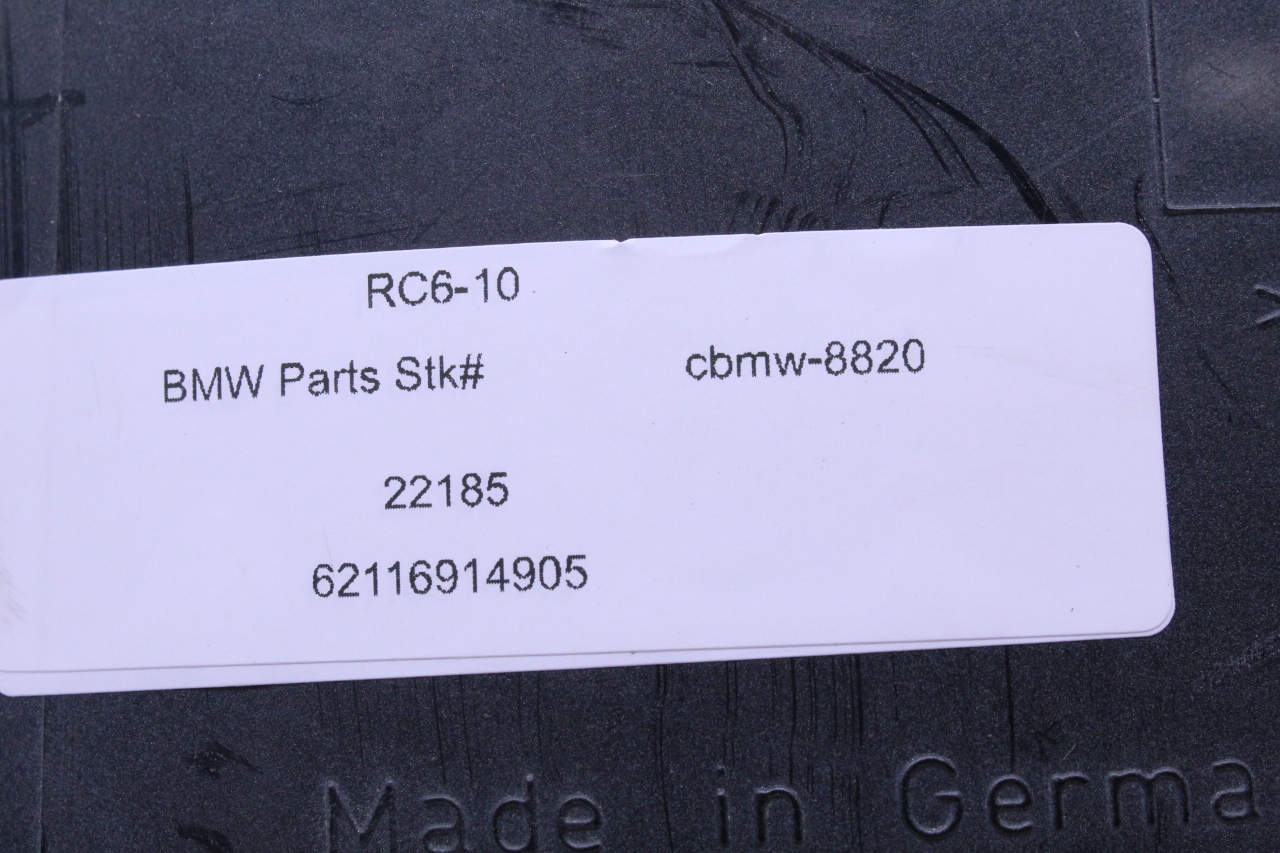 RC6-10
BMW Parts Stk# cbmw-8820
22185
62116914905
Made in Germa